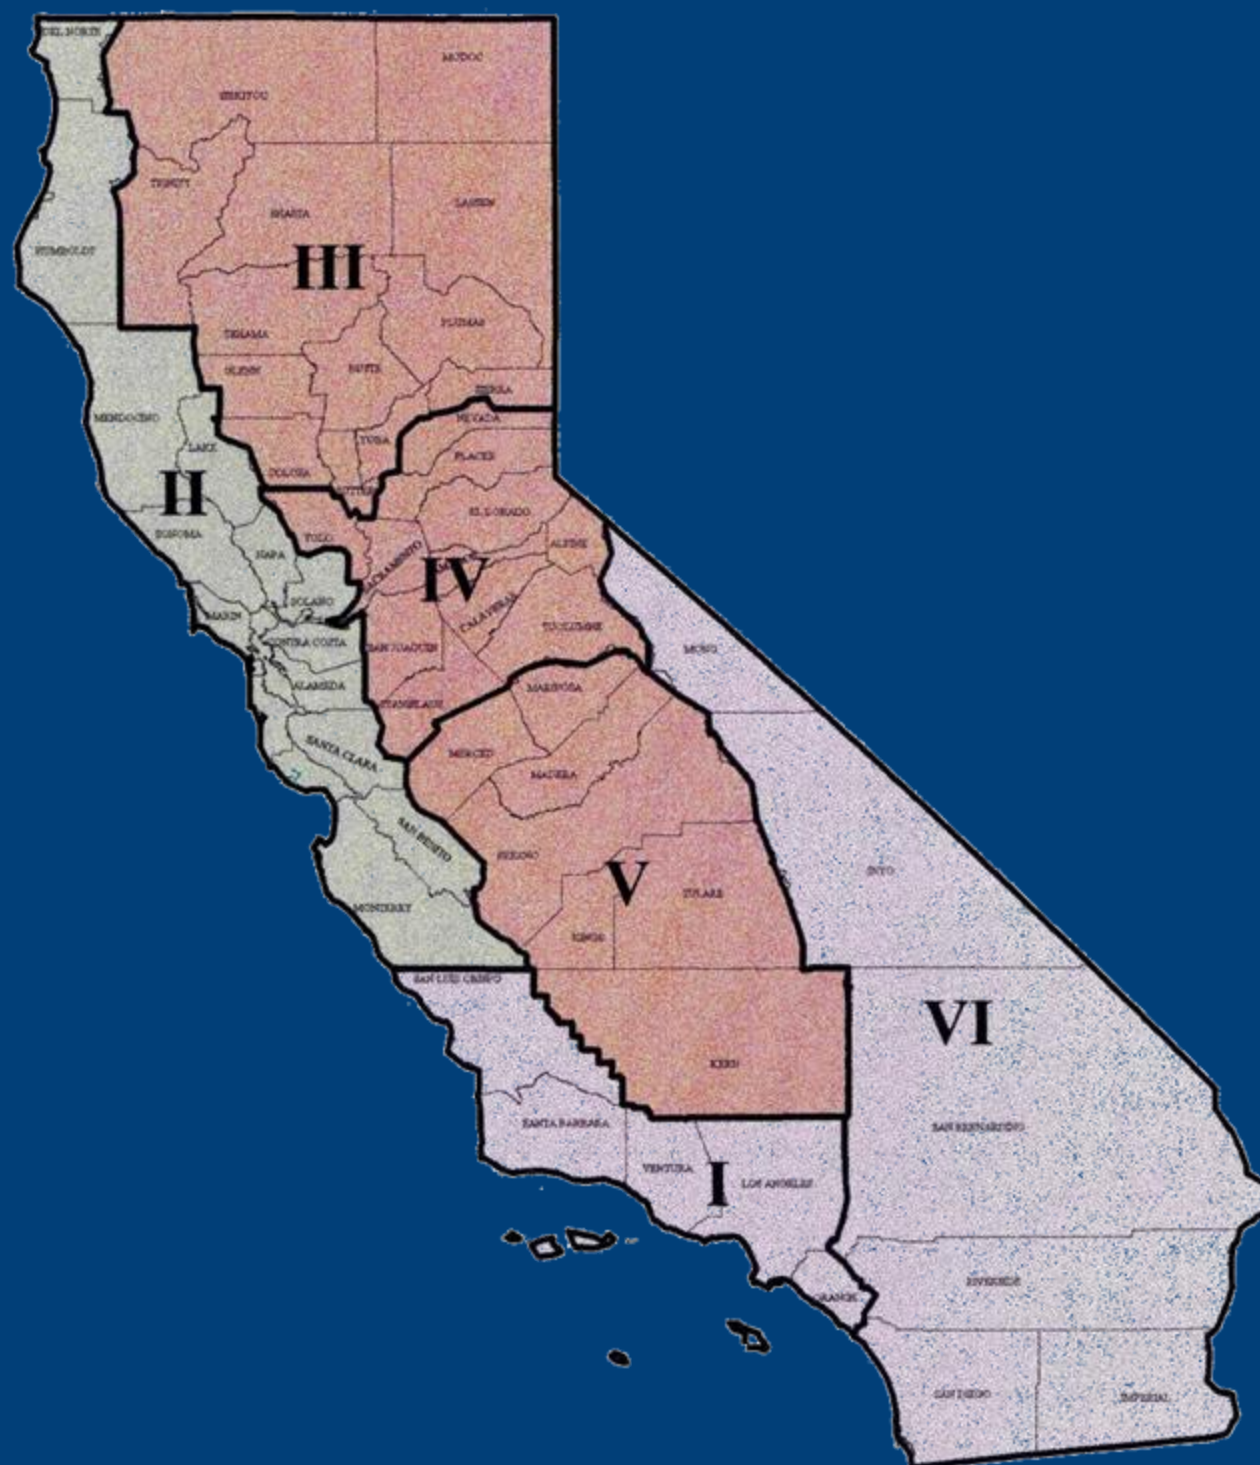 DEL NORTE
MODOC
SISKIYOU
TRINITY
LASSEN
SHASTA
HUMBOLDT
III
PLUMAS
TEHAMA
GLENN
BUTTE
SIERRA
MENDOCINO
NEVADA
YUBA
LAKE
PLACER
COLUSA
II
SUTTER
EL DORADO
SONOMA
YOLO
ALPINE
NAPA
SACRAMENTO
IV
SOLANO
CALAVERAS
MARIN
TUOLUMNE
CONTRA COSTA
SAN JOAQUIN
MONO
ALAMEDA
MARIPOSA
STANISLAUS
SANTA CLARA
MERCED
MADERA
SAN BENITO
FRESNO
INYO
V
TULARE
MONTEREY
KINGS
SAN LUIS OBISPO
VI
KERN
SANTA BARBARA
SAN BERNARDINO
VENTURA
I
LOS ANGELES
RIVERSIDE
ORANGE
SAN DIEGO
IMPERIAL